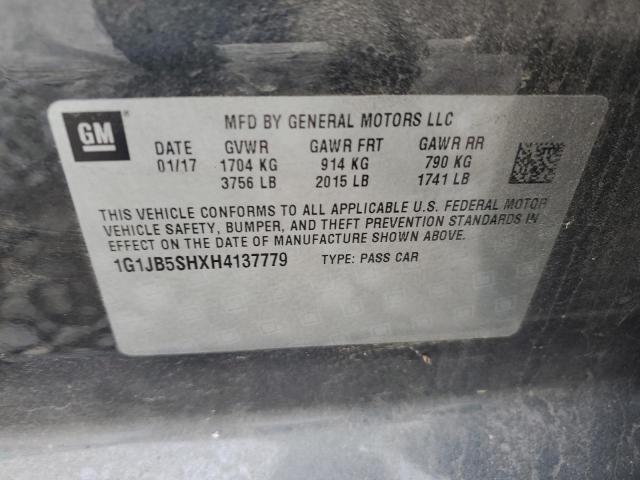 GM
MFD BY GENERAL MOTORS LLC
DATE GVWR GAWR FRT GAWR RR
01/17 1704 KG 914 KG 790 KG
3756 LB 2015 LB 1741 LB
THIS VEHICLE CONFORMS TO ALL APPLICABLE U.S. FEDERAL MOTOR
VEHICLE SAFETY, BUMPER, AND THEFT PREVENTION STANDARDS IN
EFFECT ON THE DATE OF MANUFACTURE SHOWN ABOVE.
1G1JB5SHXH4137779 TYPE: PASS CAR